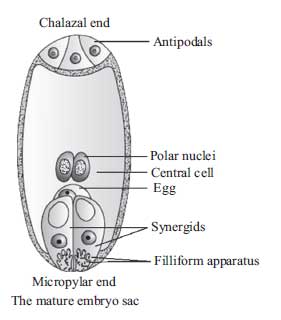 Chalazal end
Antipodals
Polar nuclei
Central cell
Egg
Synergids
Filliform apparatus
Micropylar end
The mature embryo sac